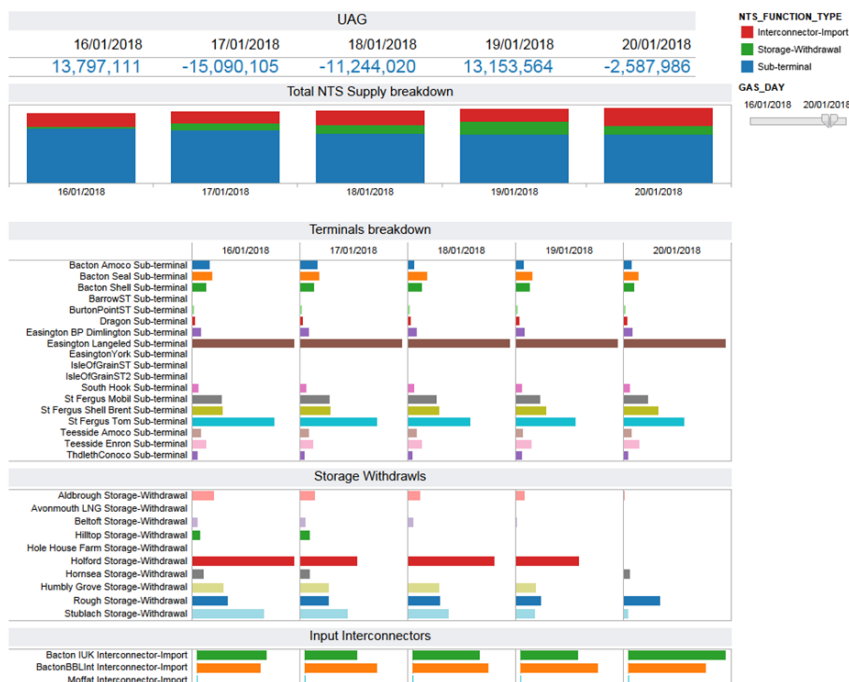 UAG
16/01/2018 17/01/2018 18/01/2018 19/01/2018 20/01/2018
13,797,111 -15,090,105 -11,244,020 13,153,564 -2,587,986
NTS_FUNCTION_TYPE
Interconnector-Import
Storage-Withdrawal
Sub-terminal
GAS_DAY
16/01/2018 20/01/2018
Total NTS Supply breakdown
16/01/2018 17/01/2018 18/01/2018 19/01/2018 20/01/2018
Terminals breakdown
16/01/2018 17/01/2018 18/01/2018 19/01/2018 20/01/2018
Bacton Amoco Sub-terminal
Bacton Seal Sub-terminal
Bacton Shell Sub-terminal
BarrowST Sub-terminal
BurtonPointST Sub-terminal
Dragon Sub-terminal
Easington BP Dimlington Sub-terminal
Easington Langeled Sub-terminal
EasingtonYork Sub-terminal
IsleOfGrainST Sub-terminal
IsleOfGrainST2 Sub-terminal
South Hook Sub-terminal
St Fergus Mobil Sub-terminal
St Fergus Shell Brent Sub-terminal
St Fergus Tom Sub-terminal
Teesside Amoco Sub-terminal
Teesside Enron Sub-terminal
ThdlethConoco Sub-terminal
Storage Withdrawls
Aldbrough Storage-Withdrawal
Avonmouth LNG Storage-Withdrawal
Beltoft Storage-Withdrawal
Hilltop Storage-Withdrawal
Hole House Farm Storage-Withdrawal
Holford Storage-Withdrawal
Hornsea Storage-Withdrawal
Humbly Grove Storage-Withdrawal
Rough Storage-Withdrawal
Stublach Storage-Withdrawal
Input Interconnectors
Bacton IUK Interconnector-Import
BactonBBLInt Interconnector-Import
Moffat Interconnector-Import